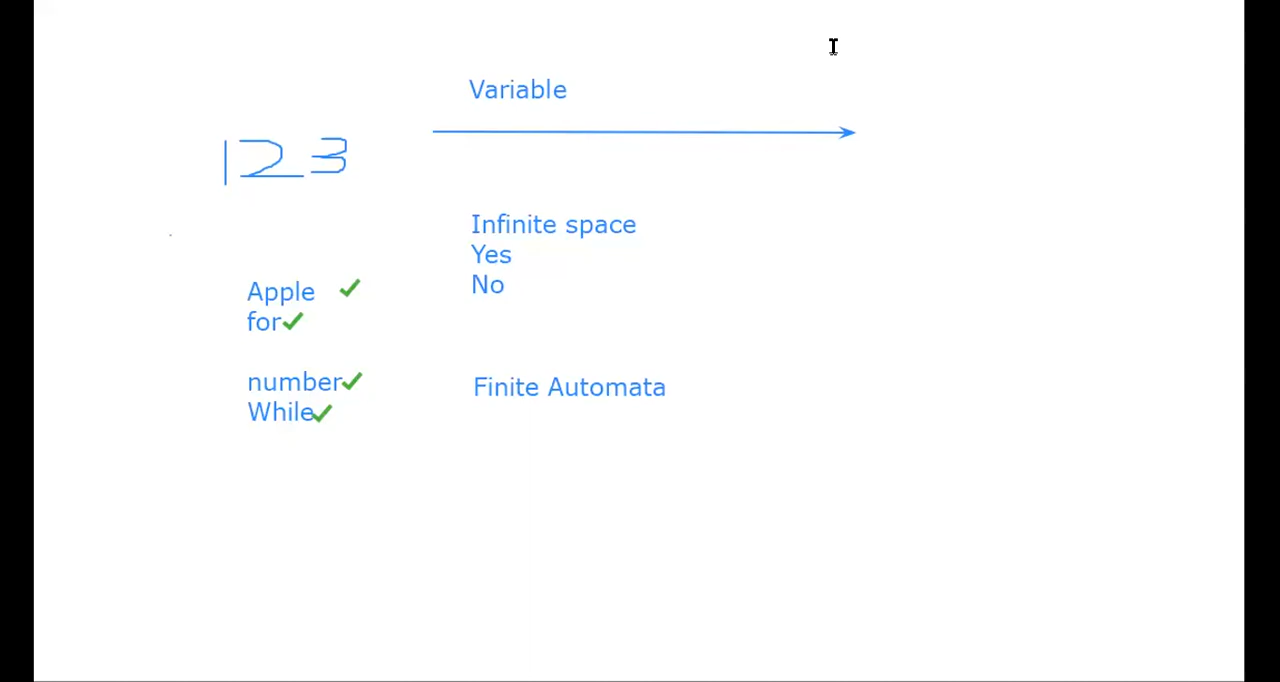 Variable
123
Infinite space
Yes
No
Apple
for
number
While
Finite Automata